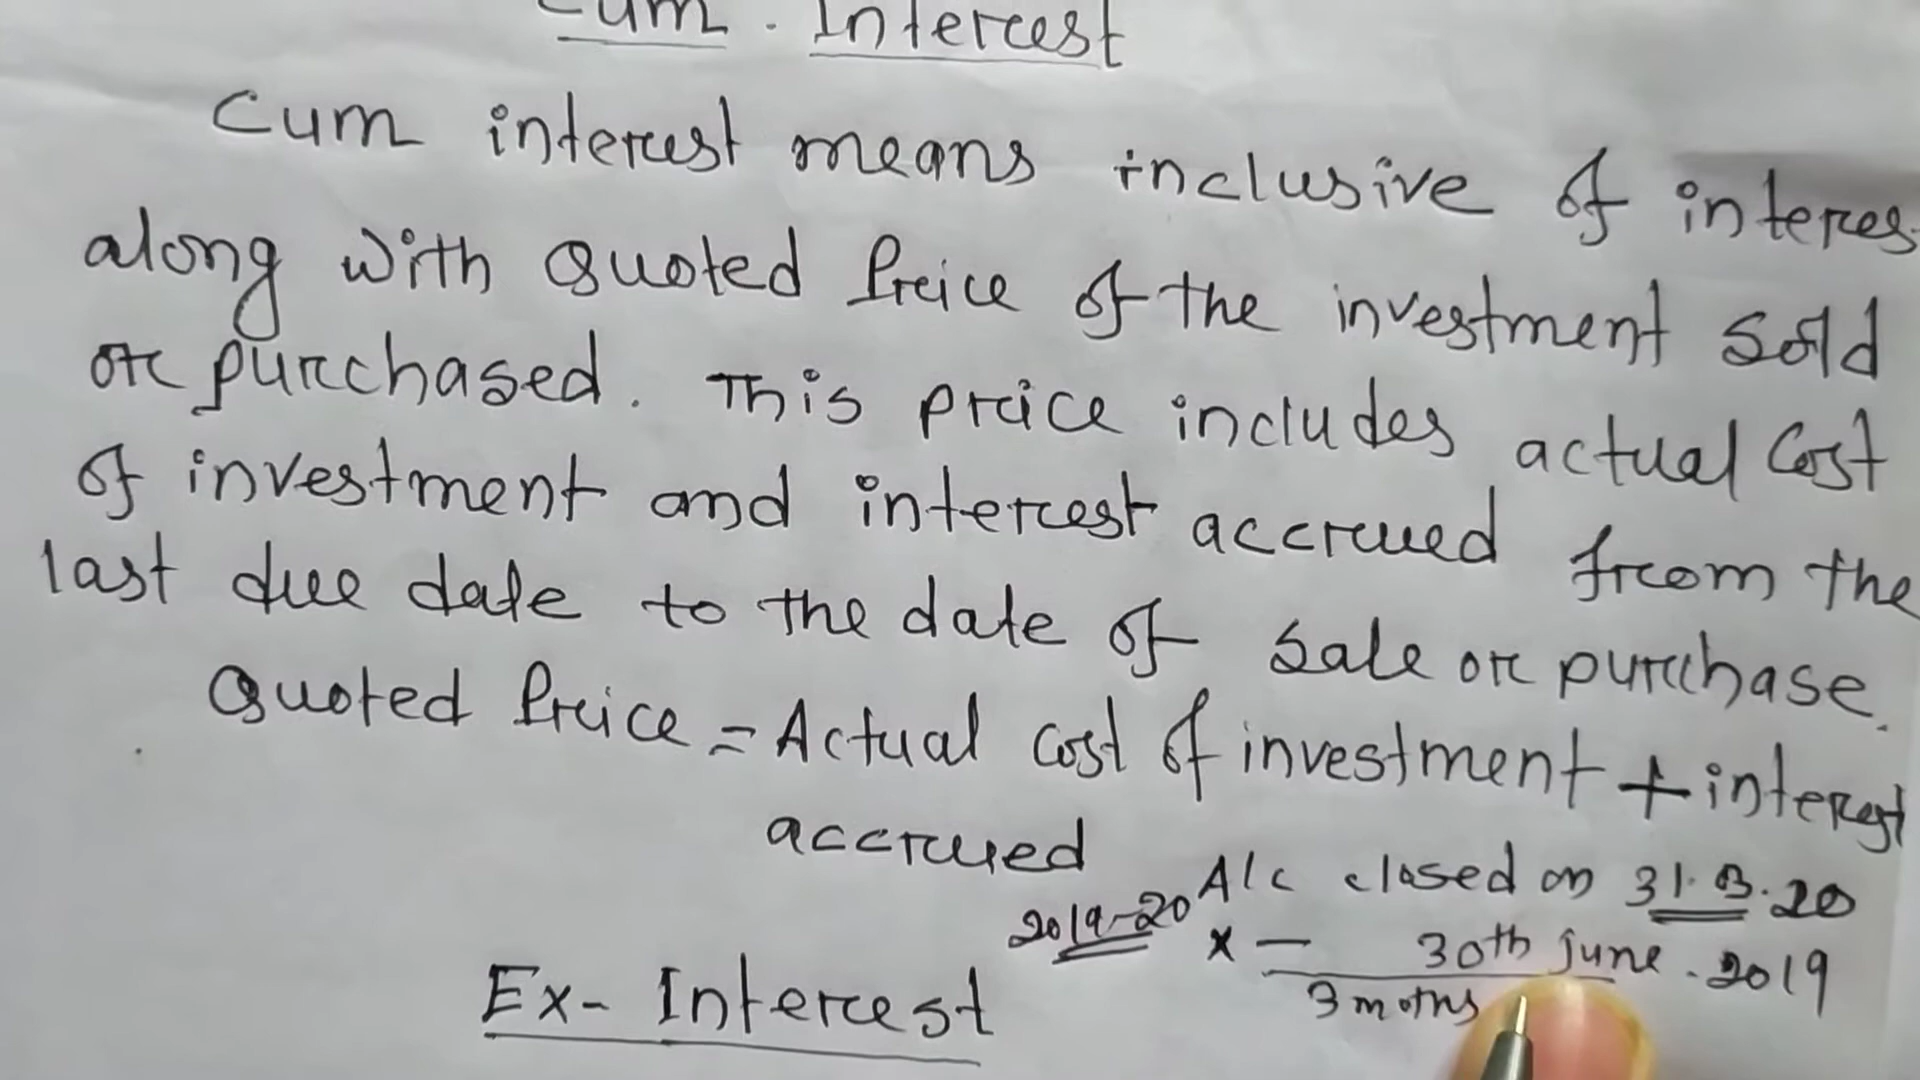 Cum - Interest
Cum interest means inclusive of interes
along with Quoted Price of the investment sold
or purchased. This price includes actual Cost
of investment and interest accrued from the
last due date to the date of sale or purchase.
Quoted Price = Actual Cost of investment + interest
accrued
A/c closed on 31.3.20
2019-20
x - 30th june. 2019
3 moths
Ex- Interest